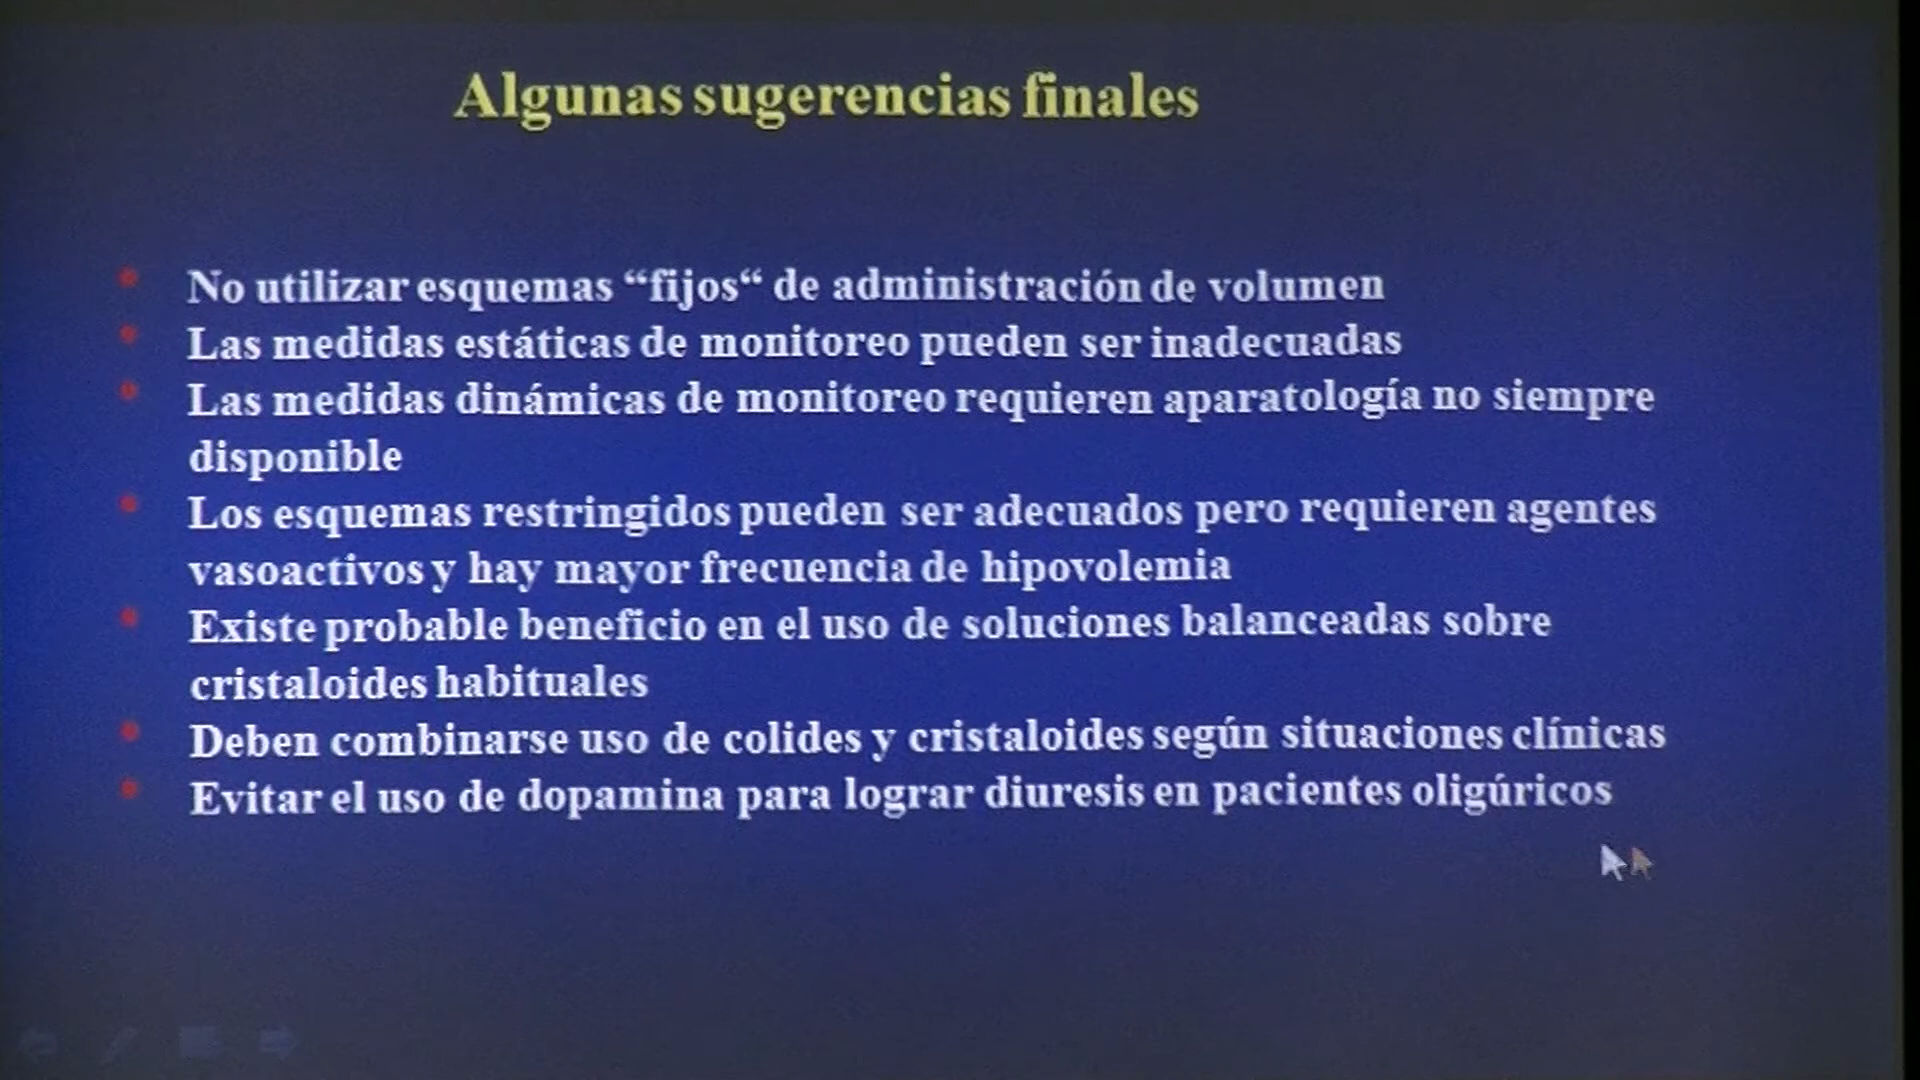 Algunas sugerencias finales
No utilizar esquemas “fijos“ de administración de volumen
Las medidas estáticas de monitoreo pueden ser inadecuadas
Las medidas dinámicas de monitoreo requieren aparatología no siempre
disponible
Los esquemas restringidos pueden ser adecuados pero requieren agentes
vasoactivos y hay mayor frecuencia de hipovolemia
Existe probable beneficio en el uso de soluciones balanceadas sobre
cristaloides habituales
Deben combinarse uso de colides y cristaloides según situaciones clínicas
Evitar el uso de dopamina para lograr diuresis en pacientes oligúricos